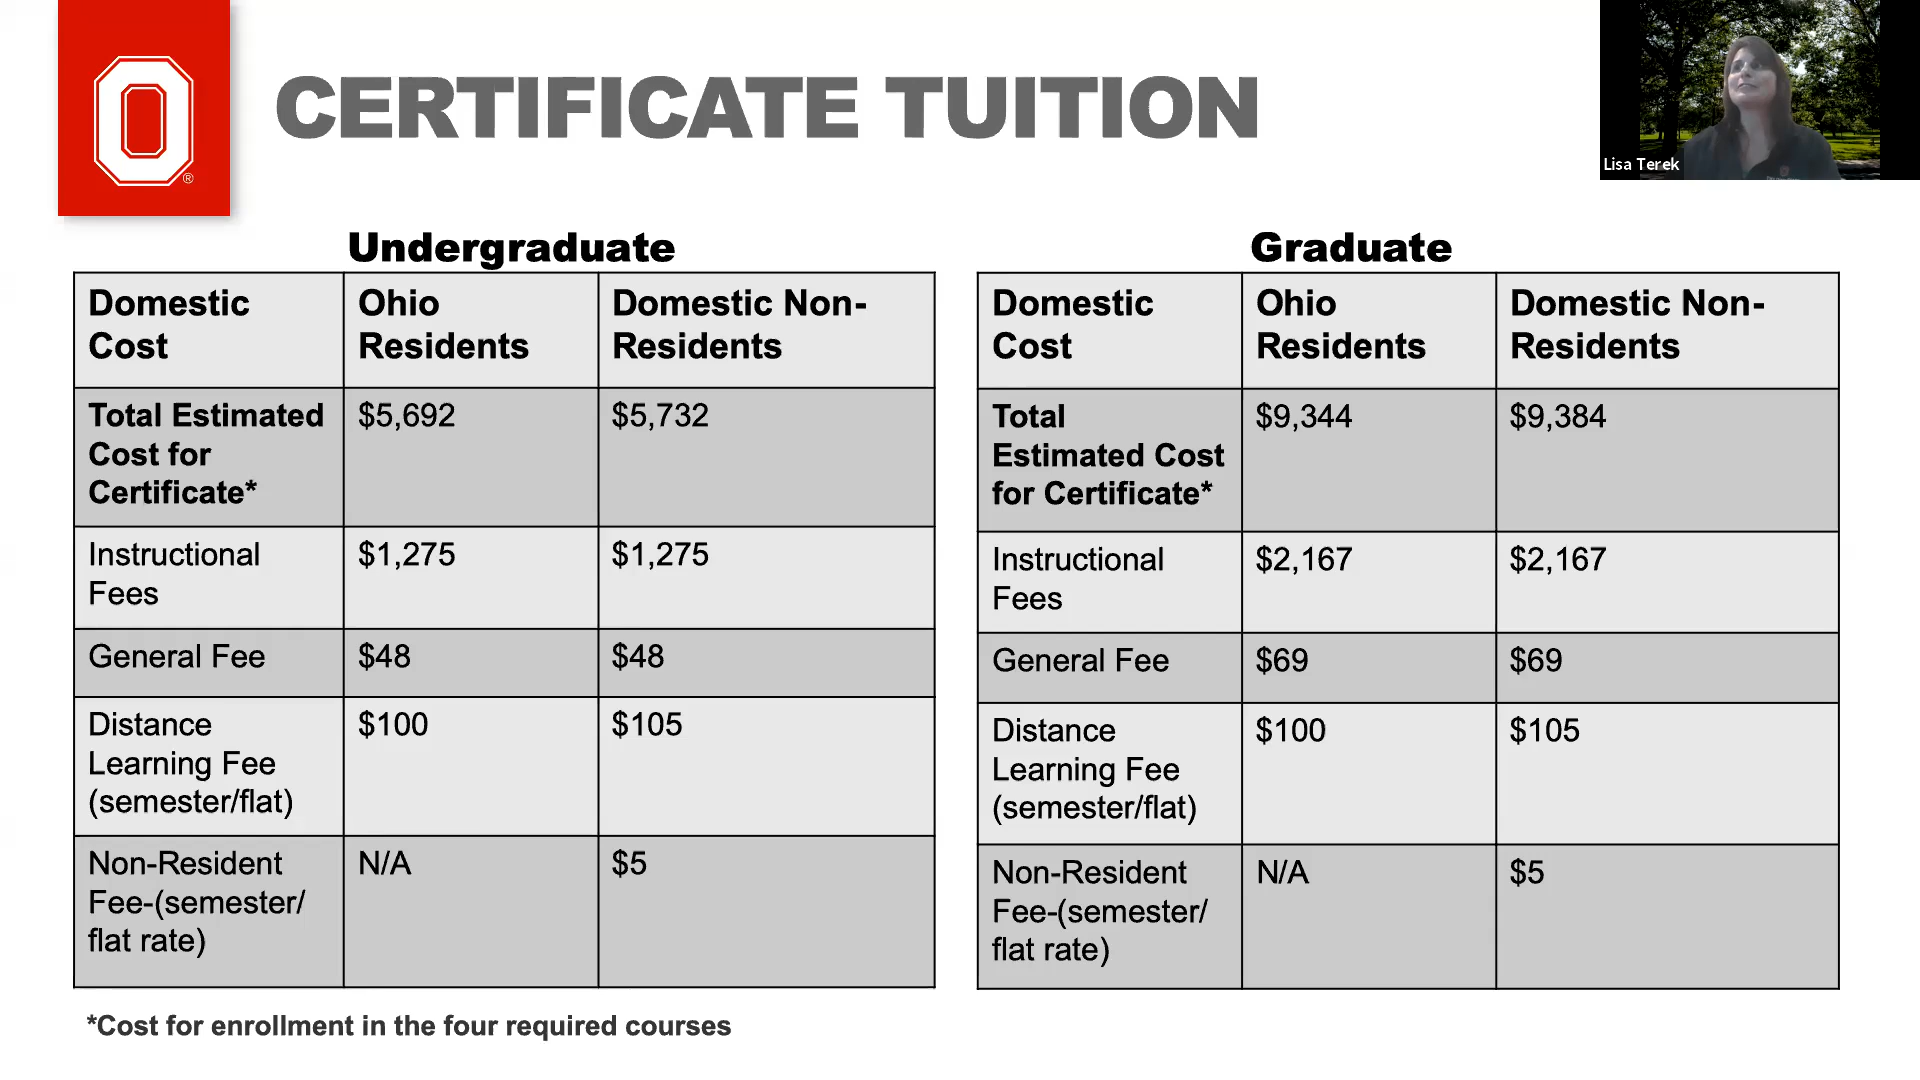 CERTIFICATE TUITION
Lisa Terek
Undergraduate
Domestic Cost
Ohio Residents
Domestic Non-Residents
Total Estimated Cost for Certificate*
$5,692
$5,732
Instructional Fees
$1,275
$1,275
General Fee
$48
$48
Distance Learning Fee (semester/flat)
$100
$105
Non-Resident Fee-(semester/ flat rate)
N/A
$5
Graduate
Domestic Cost
Ohio Residents
Domestic Non-Residents
Total Estimated Cost for Certificate*
$9,344
$9,384
Instructional Fees
$2,167
$2,167
General Fee
$69
$69
Distance Learning Fee (semester/flat)
$100
$105
Non-Resident Fee-(semester/ flat rate)
N/A
$5
*Cost for enrollment in the four required courses